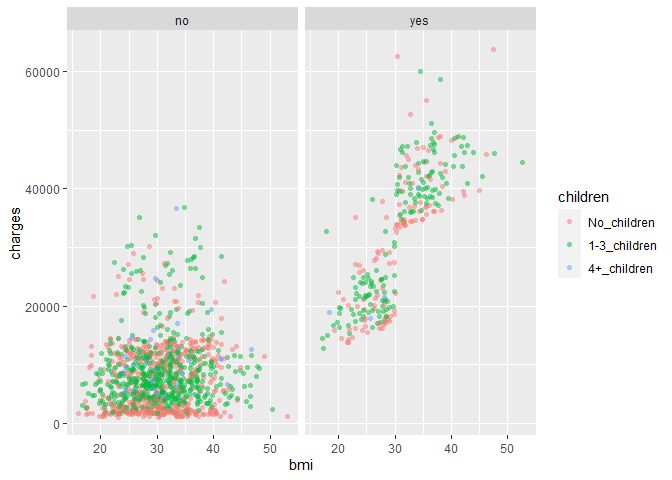 no
yes
charges
60000
40000
20000
0
20
30
40
50
20
30
40
50
bmi
children
No_children
1-3_children
4+_children